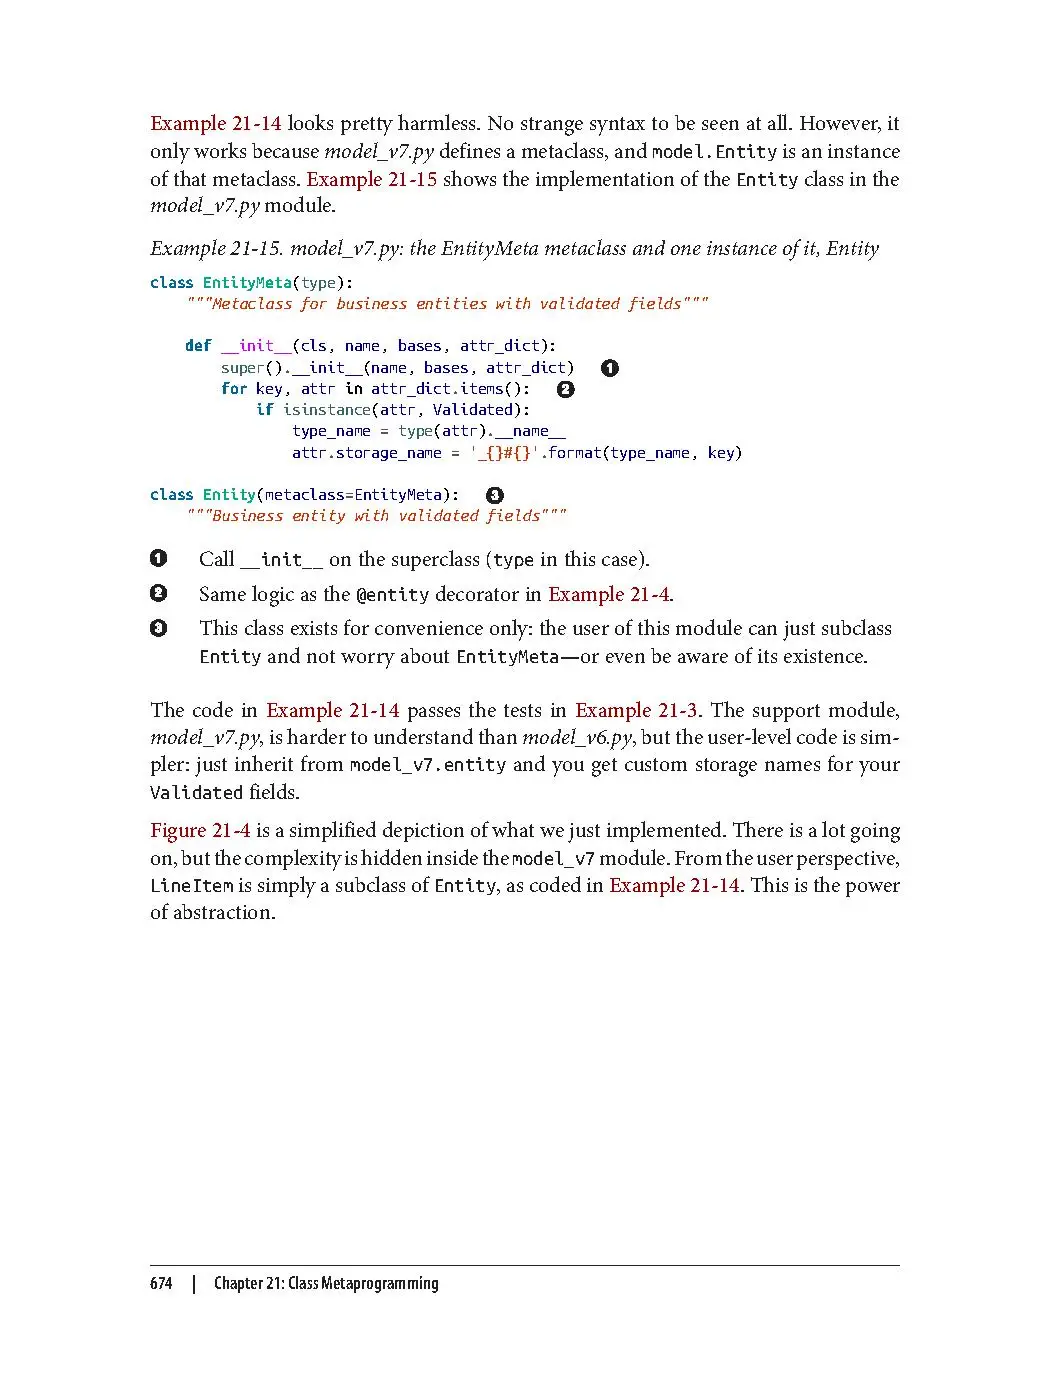 Example 21-14 looks pretty harmless. No strange syntax to be seen at all. However, it
only works because model_v7.py defines a metaclass, and model.Entity is an instance
of that metaclass. Example 21-15 shows the implementation of the Entity class in the
model_v7.py module.
Example 21-15. model_v7.py: the EntityMeta metaclass and one instance of it, Entity
class EntityMeta(type):
    """Metaclass for business entities with validated fields"""
    def __init__(cls, name, bases, attr_dict):
        super().__init__(name, bases, attr_dict)  ❶
        for key, attr in attr_dict.items():  ❷
            if isinstance(attr, Validated):
                type_name = type(attr).__name__
                attr.storage_name = '_{}#{}'.format(type_name, key)
class Entity(metaclass=EntityMeta):  ❸
    """Business entity with validated fields"""
❶ Call __init__ on the superclass (type in this case).
❷ Same logic as the @entity decorator in Example 21-4.
❸ This class exists for convenience only: the user of this module can just subclass
Entity and not worry about EntityMeta—or even be aware of its existence.
The code in Example 21-14 passes the tests in Example 21-3. The support module,
model_v7.py, is harder to understand than model_v6.py, but the user-level code is sim-
pler: just inherit from model_v7.entity and you get custom storage names for your
Validated fields.
Figure 21-4 is a simplified depiction of what we just implemented. There is a lot going
on, but the complexity is hidden inside the model_v7 module. From the user perspective,
LineItem is simply a subclass of Entity, as coded in Example 21-14. This is the power
of abstraction.
674 | Chapter 21: Class Metaprogramming